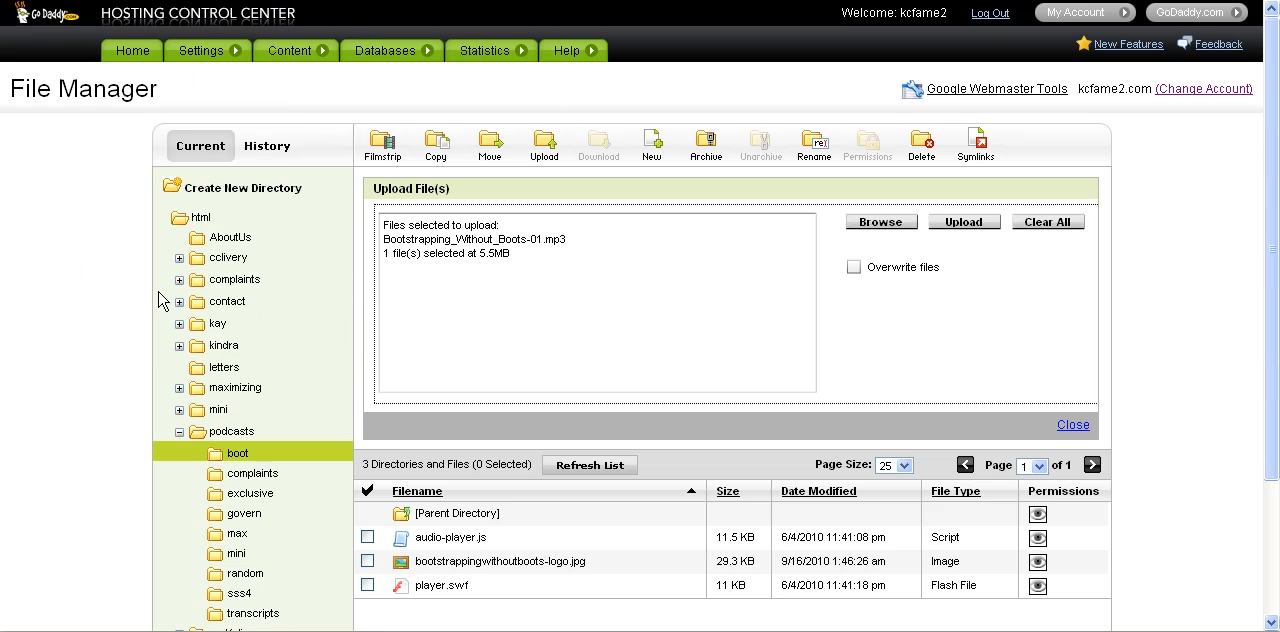 Go Daddy.COM HOSTING CONTROL CENTER Welcome: kcfame2 Log Out My Account GoDaddy.com
Home Settings Content Databases Statistics Help New Features Feedback
File Manager Google Webmaster Tools kcfame2.com (Change Account)
Current History
Filmstrip Copy Move Upload Download New Archive Unarchive Rename Permissions Delete Symlinks
Create New Directory
html
AboutUs
cclivery
complaints
contact
kay
kindra
letters
maximizing
mini
podcasts
boot
complaints
exclusive
govern
max
mini
random
sss4
transcripts
Upload File(s)
Files selected to upload:
Bootstrapping_Without_Boots-01.mp3
1 file(s) selected at 5.5MB
Browse Upload Clear All
Overwrite files
Close
3 Directories and Files (0 Selected) Refresh List Page Size: 25 Page 1 of 1
Filename Size Date Modified File Type Permissions
[Parent Directory]
audio-player.js 11.5 KB 6/4/2010 11:41:08 pm Script
bootstrappingwithoutboots-logo.jpg 29.3 KB 9/16/2010 1:46:26 am Image
player.swf 11 KB 6/4/2010 11:41:18 pm Flash File